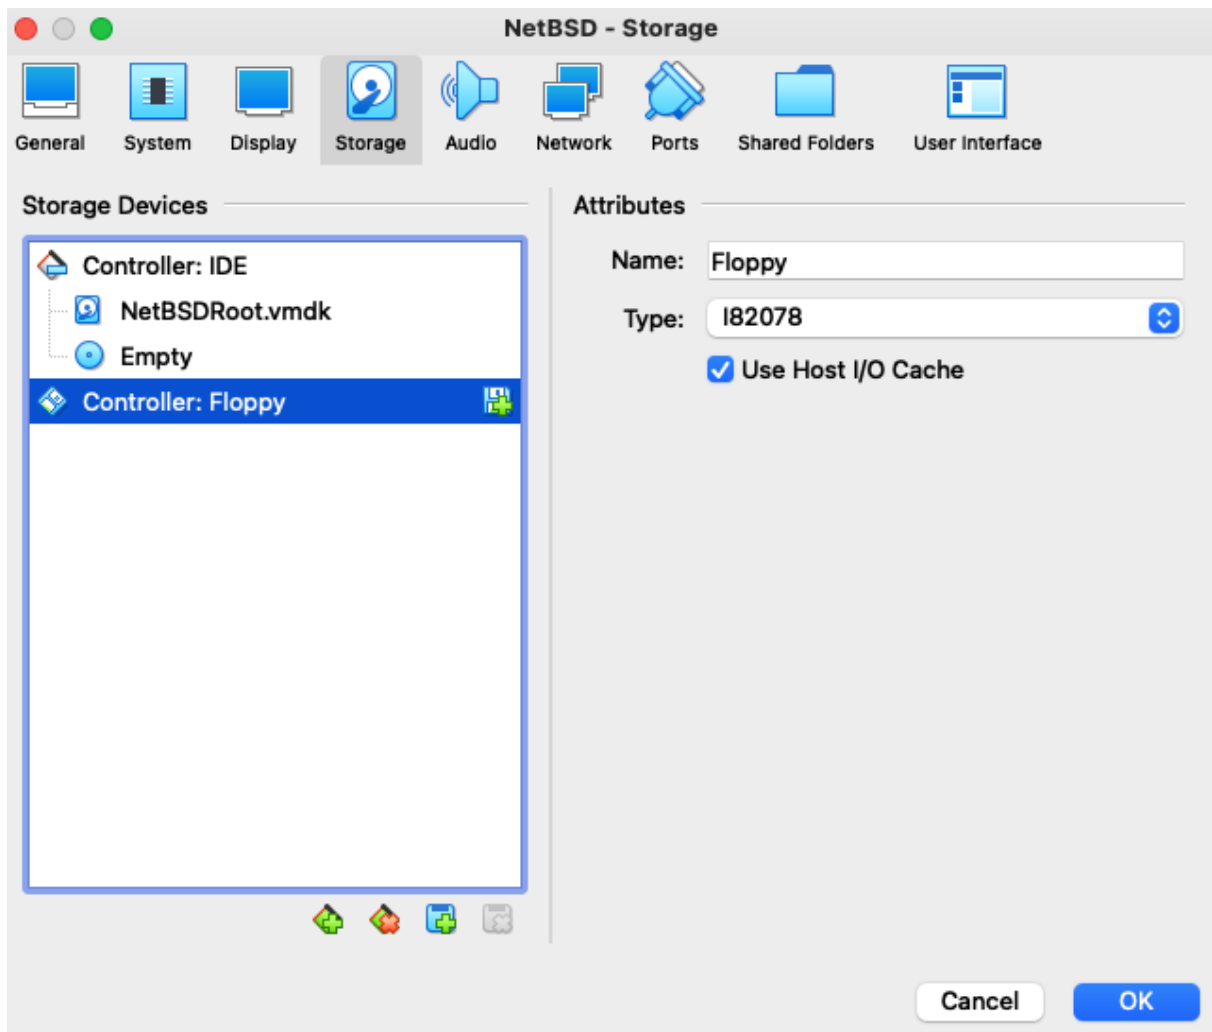 NetBSD - Storage
General System Display Storage Audio Network Ports Shared Folders User Interface
Storage Devices
Controller: IDE
NetBSDRoot.vmdk
Empty
Controller: Floppy
Attributes
Name: Floppy
Type: I82078
Use Host I/O Cache
Cancel OK